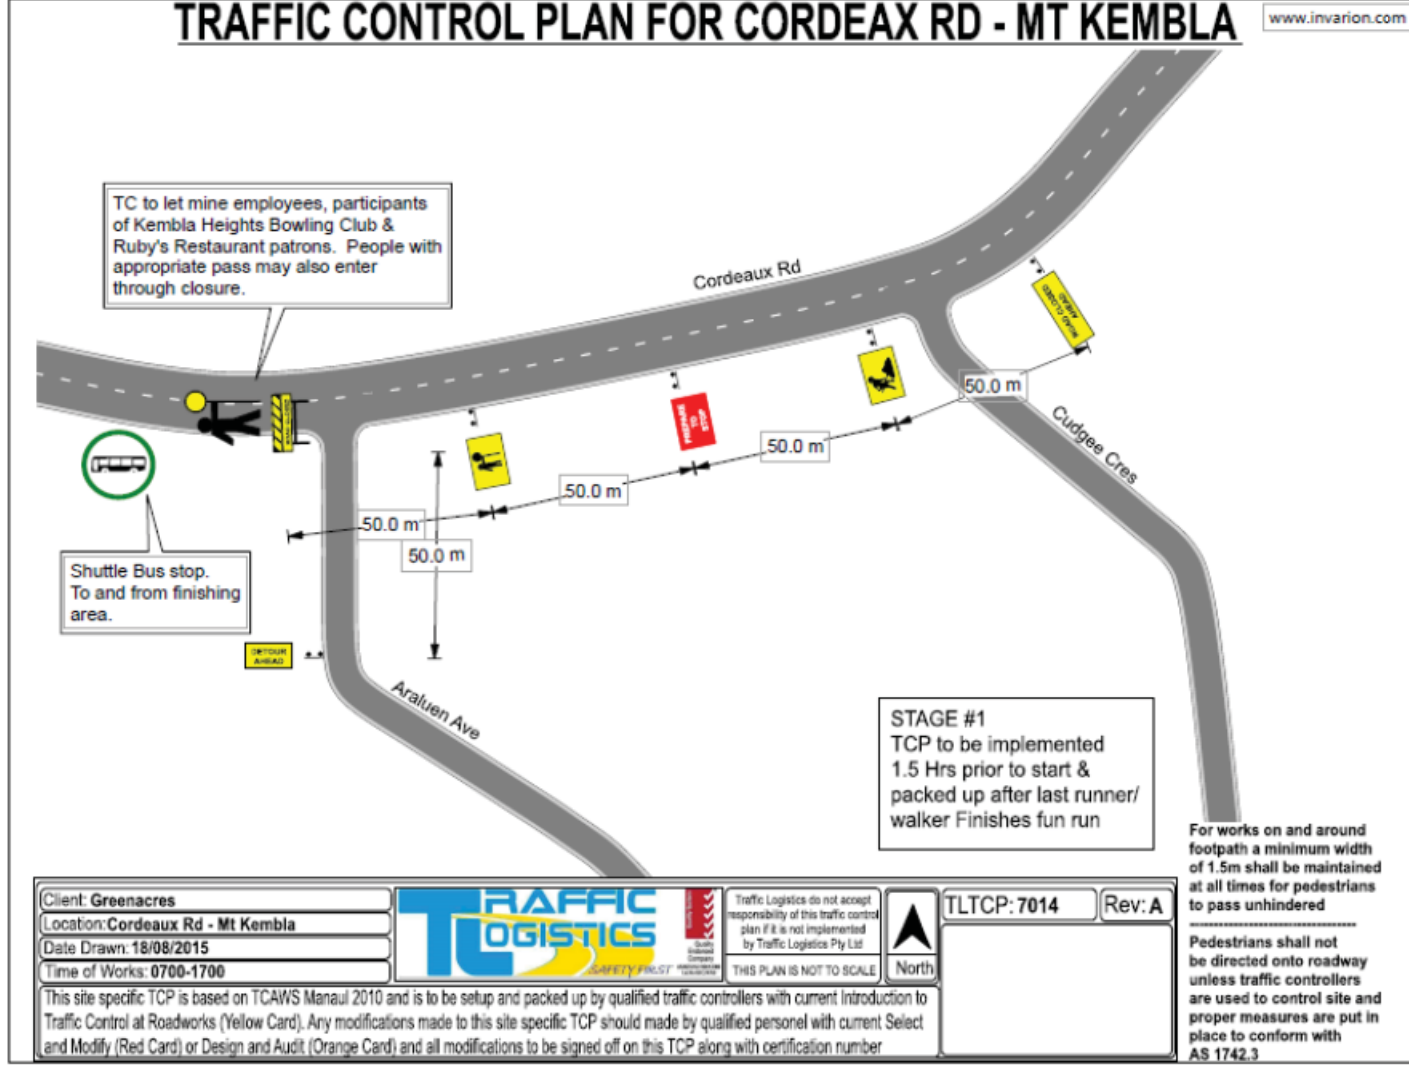 TRAFFIC CONTROL PLAN FOR CORDEAX RD - MT KEMBLA
www.invarion.com
TC to let mine employees, participants
of Kembla Heights Bowling Club &
Ruby's Restaurant patrons. People with
appropriate pass may also enter
through closure.
Cordeaux Rd
ROAD CLOSED
AHEAD
50.0 m
Cudgee Cres
PREPARE
TO
STOP
50.0 m
50.0 m
50.0 m
50.0 m
Shuttle Bus stop.
To and from finishing
area.
DETOUR
AHEAD
Araluen Ave
STAGE #1
TCP to be implemented
1.5 Hrs prior to start &
packed up after last runner/
walker Finishes fun run
For works on and around
footpath a minimum width
of 1.5m shall be maintained
at all times for pedestrians
to pass unhindered
Pedestrians shall not
be directed onto roadway
unless traffic controllers
are used to control site and
proper measures are put in
place to conform with
AS 1742.3
Client: Greenacres
Location:Cordeaux Rd - Mt Kembla
Date Drawn: 18/08/2015
Time of Works: 0700-1700
TRAFFIC
LOGISTICS
SAFETY FIRST
Quality
Endorsed
Company
Traffic Logistics do not accept
responsibility of this traffic control
plan if it is not implemented
by Traffic Logistics Pty Ltd
THIS PLAN IS NOT TO SCALE
North
TLTCP: 7014
Rev: A
This site specific TCP is based on TCAWS Manaul 2010 and is to be setup and packed up by qualified traffic controllers with current Introduction to
Traffic Control at Roadworks (Yellow Card). Any modifications made to this site specific TCP should made by qualified personel with current Select
and Modify (Red Card) or Design and Audit (Orange Card) and all modifications to be signed off on this TCP along with certification number